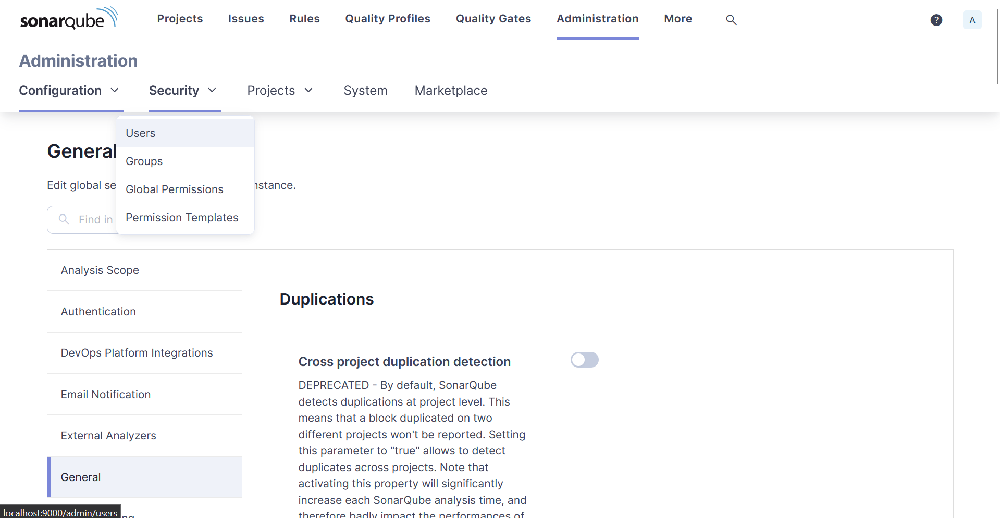 sonarqube
Projects Issues Rules Quality Profiles Quality Gates Administration More ? A
Administration
Configuration Security Projects System Marketplace
Users
Groups
Global Permissions
Permission Templates
General
Edit global se nstance.
Find in
Analysis Scope
Authentication
DevOps Platform Integrations
Email Notification
External Analyzers
General
Duplications
Cross project duplication detection
DEPRECATED - By default, SonarQube
detects duplications at project level. This
means that a block duplicated on two
different projects won't be reported. Setting
this parameter to "true" allows to detect
duplicates across projects. Note that
activating this property will significantly
increase each SonarQube analysis time, and
therefore badly impact the performances of
localhost:9000/admin/users